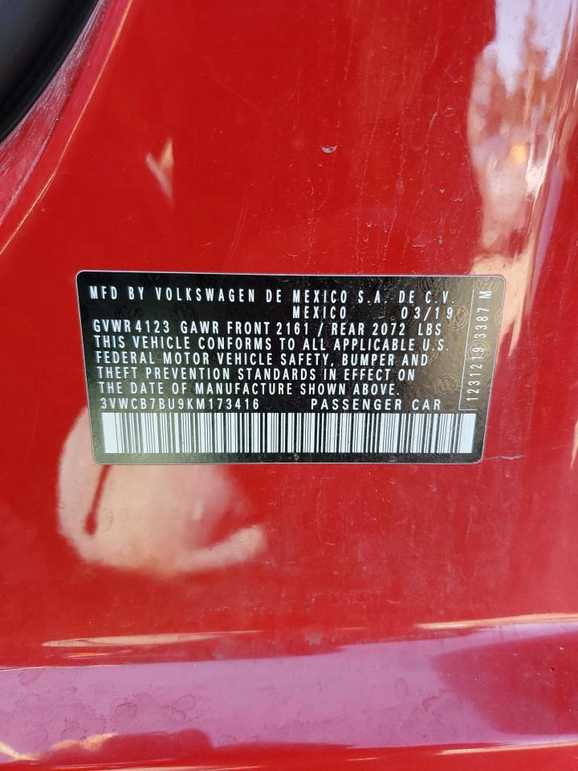 MFD BY VOLKSWAGEN DE MEXICO S.A. DE C.V.
MEXICO 03/19
GVWR 4123 GAWR FRONT 2161 / REAR 2072 LBS
THIS VEHICLE CONFORMS TO ALL APPLICABLE U.S.
FEDERAL MOTOR VEHICLE SAFETY, BUMPER AND
THEFT PREVENTION STANDARDS IN EFFECT ON
THE DATE OF MANUFACTURE SHOWN ABOVE.
3VWCB7BU9KM173416 PASSENGER CAR
1231219 3387 M